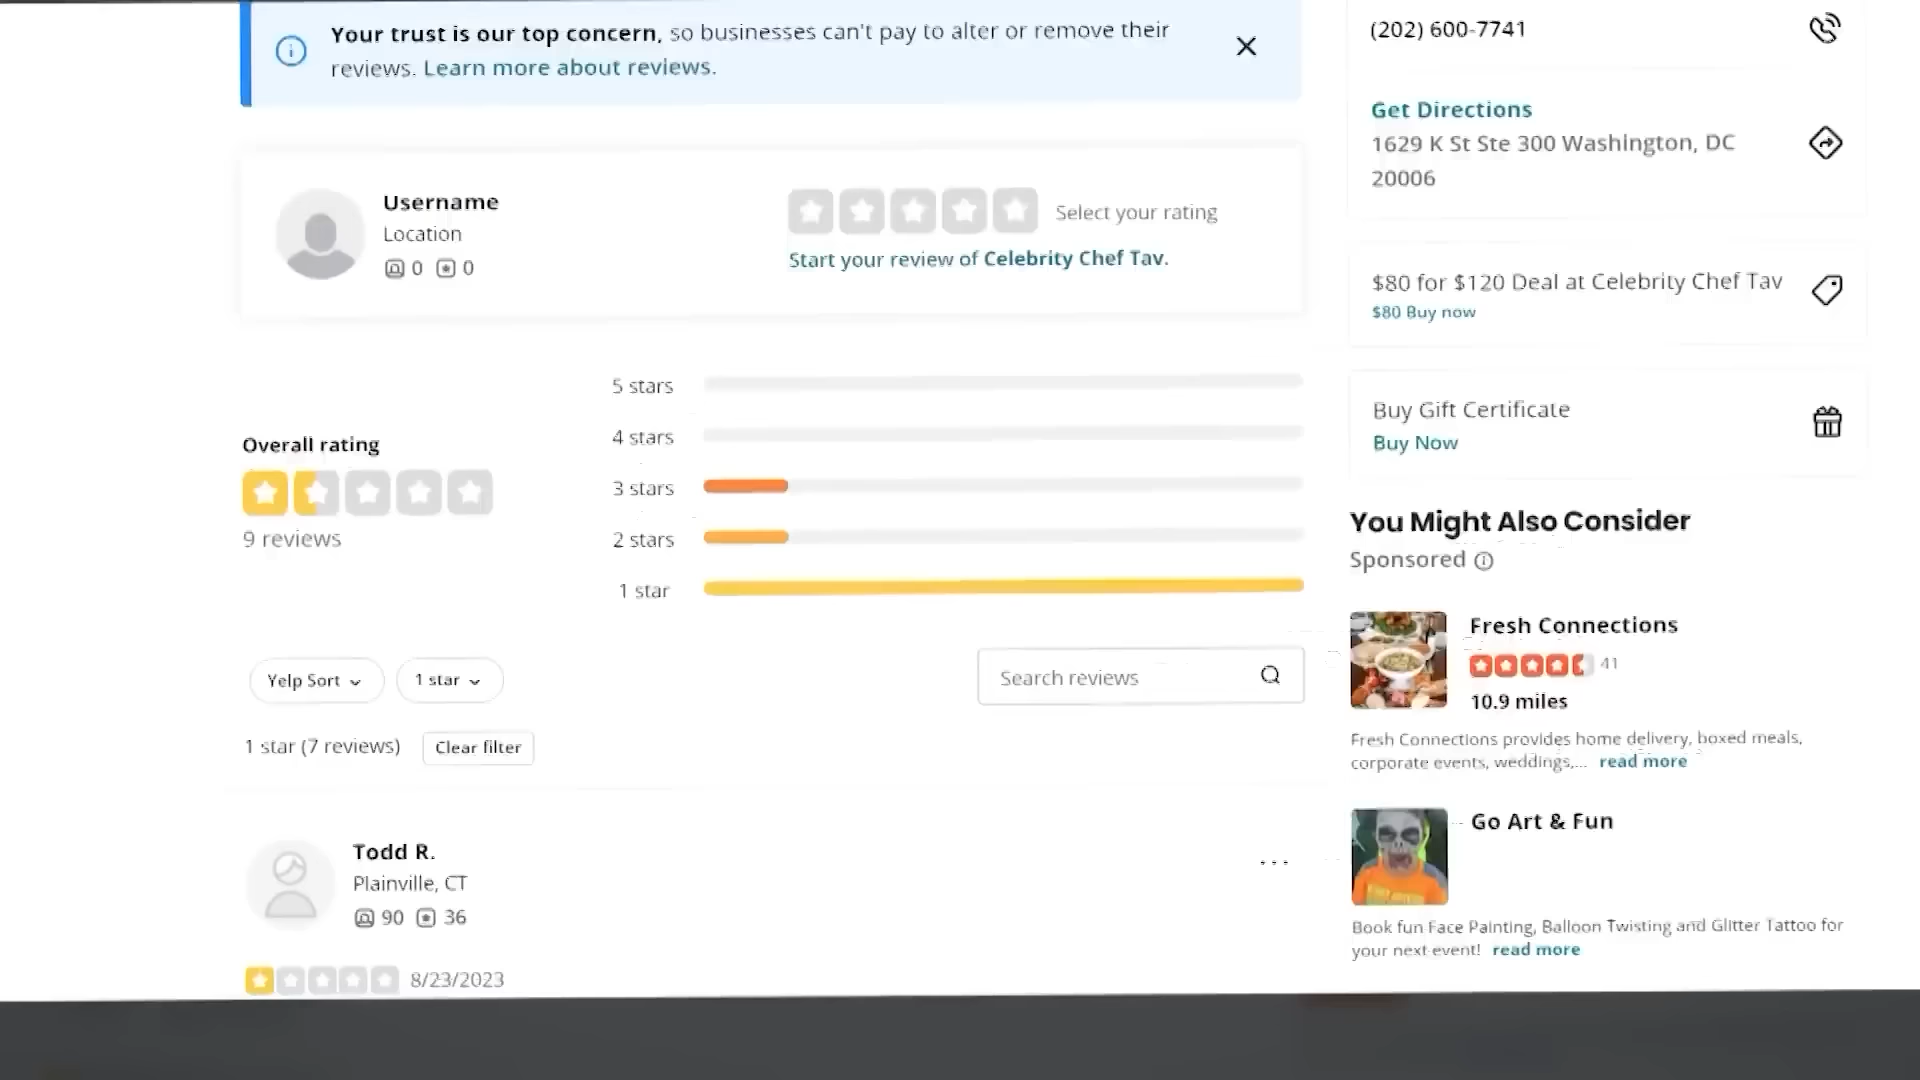 Your trust is our top concern, so businesses can't pay to alter or remove their
reviews. Learn more about reviews.
Username
Location
0 0
Select your rating
Start your review of Celebrity Chef Tav.
Overall rating
9 reviews
5 stars
4 stars
3 stars
2 stars
1 star
Yelp Sort
1 star
Search reviews
1 star (7 reviews)
Clear filter
Todd R.
Plainville, CT
90 36
8/23/2023
(202) 600-7741
Get Directions
1629 K St Ste 300 Washington, DC
20006
$80 for $120 Deal at Celebrity Chef Tav
$80 Buy now
Buy Gift Certificate
Buy Now
You Might Also Consider
Sponsored
Fresh Connections
41
10.9 miles
Fresh Connections provides home delivery, boxed meals,
corporate events, weddings,... read more
Go Art & Fun
Book fun Face Painting, Balloon Twisting and Glitter Tattoo for
your next event! read more